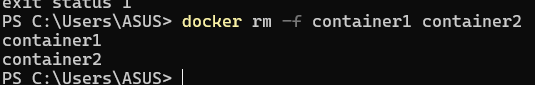 exit status 1
PS C:\Users\ASUS> docker rm -f container1 container2
container1
container2
PS C:\Users\ASUS>